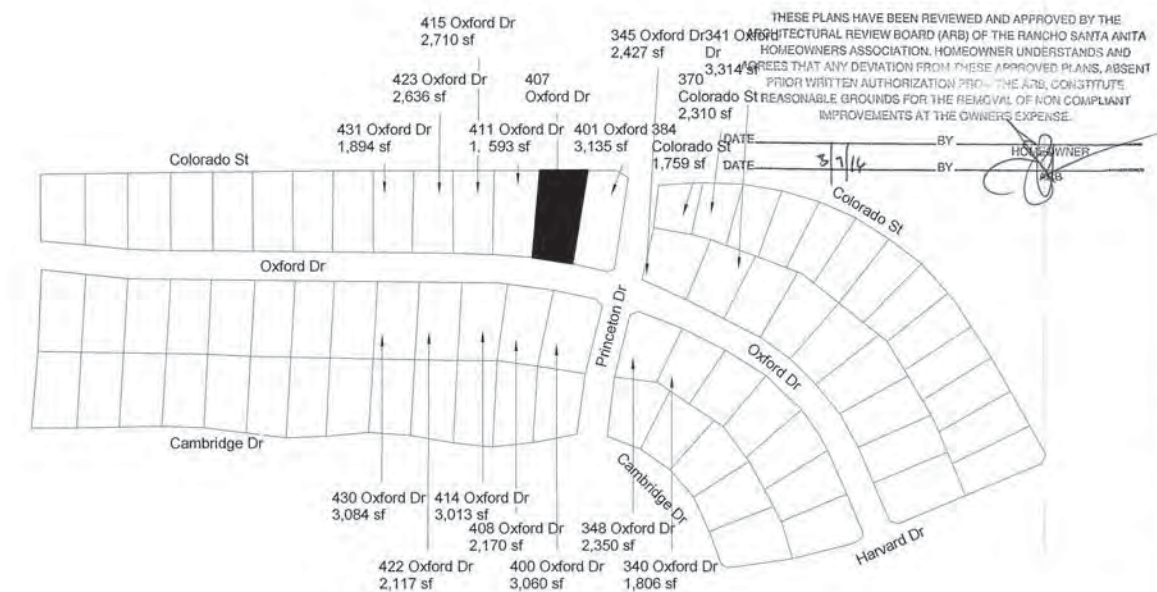 415 Oxford Dr
2,710 sf
423 Oxford Dr
2,636 sf
407
Oxford Dr
431 Oxford Dr
1,894 sf
411 Oxford Dr
1, 593 sf
401 Oxford
3,135 sf
384
Colorado St
1,759 sf
345 Oxford Dr
2,427 sf
341 Oxford
Dr
3,314 sf
370
Colorado St
2,310 sf
THESE PLANS HAVE BEEN REVIEWED AND APPROVED BY THE
ARCHITECTURAL REVIEW BOARD (ARB) OF THE RANCHO SANTA ANITA
HOMEOWNERS ASSOCIATION. HOMEOWNER UNDERSTANDS AND
AGREES THAT ANY DEVIATION FROM THESE APPROVED PLANS, ABSENT
PRIOR WRITTEN AUTHORIZATION FROM THE ARB, CONSTITUTE
REASONABLE GROUNDS FOR THE REMOVAL OF NON COMPLIANT
IMPROVEMENTS AT THE OWNERS EXPENSE.
DATE BY
HOMEOWNER
DATE BY
ARB
Colorado St
Colorado St
Oxford Dr
Princeton Dr
Oxford Dr
Cambridge Dr
Cambridge Dr
Harvard Dr
430 Oxford Dr
3,084 sf
414 Oxford Dr
3,013 sf
408 Oxford Dr
2,170 sf
348 Oxford Dr
2,350 sf
422 Oxford Dr
2,117 sf
400 Oxford Dr
3,060 sf
340 Oxford Dr
1,806 sf